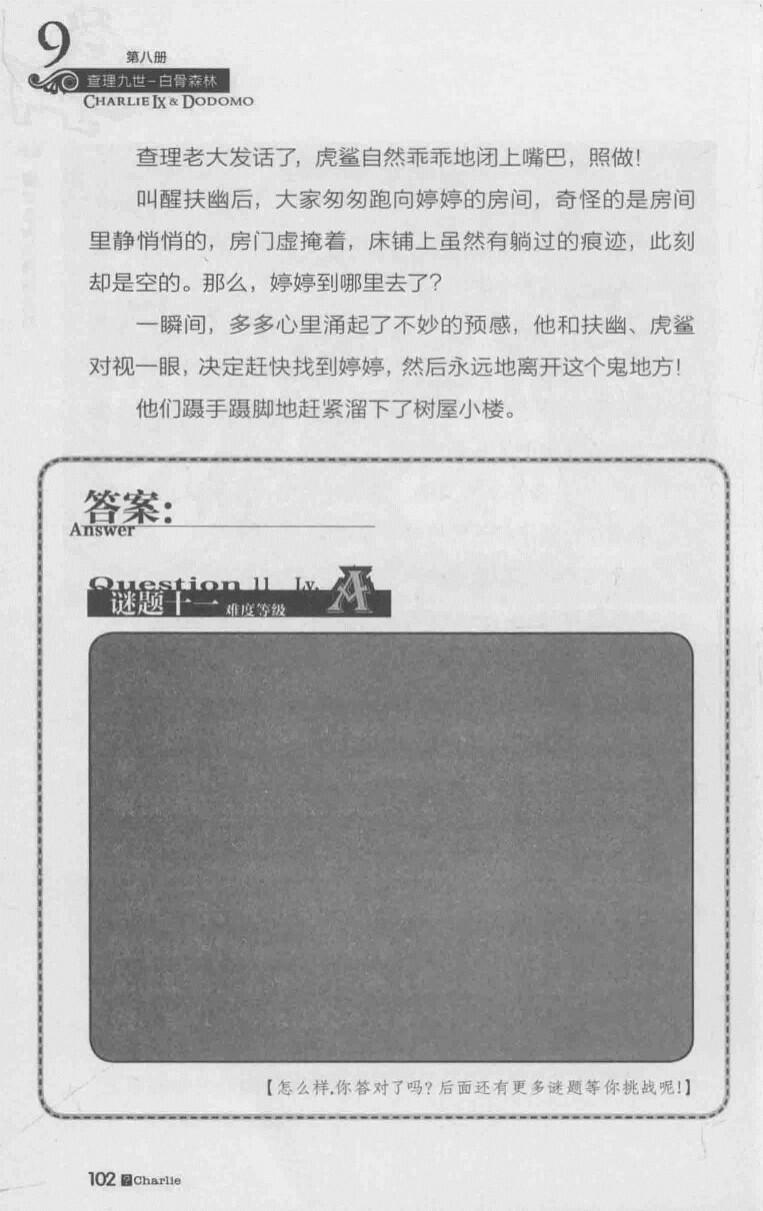 9
第八册
查理九世－白骨森林
CHARLIE IX & DODOMO
查理老大发话了，虎鲨自然乖乖地闭上嘴巴，照做！
叫醒扶幽后，大家匆匆跑向婷婷的房间，奇怪的是房间
里静悄悄的，房门虚掩着，床铺上虽然有躺过的痕迹，此刻
却是空的。那么，婷婷到哪里去了？
一瞬间，多多心里涌起了不妙的预感，他和扶幽、虎鲨
对视一眼，决定赶快找到婷婷，然后永远地离开这个鬼地方！
他们蹑手蹑脚地赶紧溜下了树屋小楼。
答案：
Answer
Question 11 Lv. A
谜题十一 难度等级
【怎么样，你答对了吗？后面还有更多谜题等你挑战呢！】
102 ? Charlie